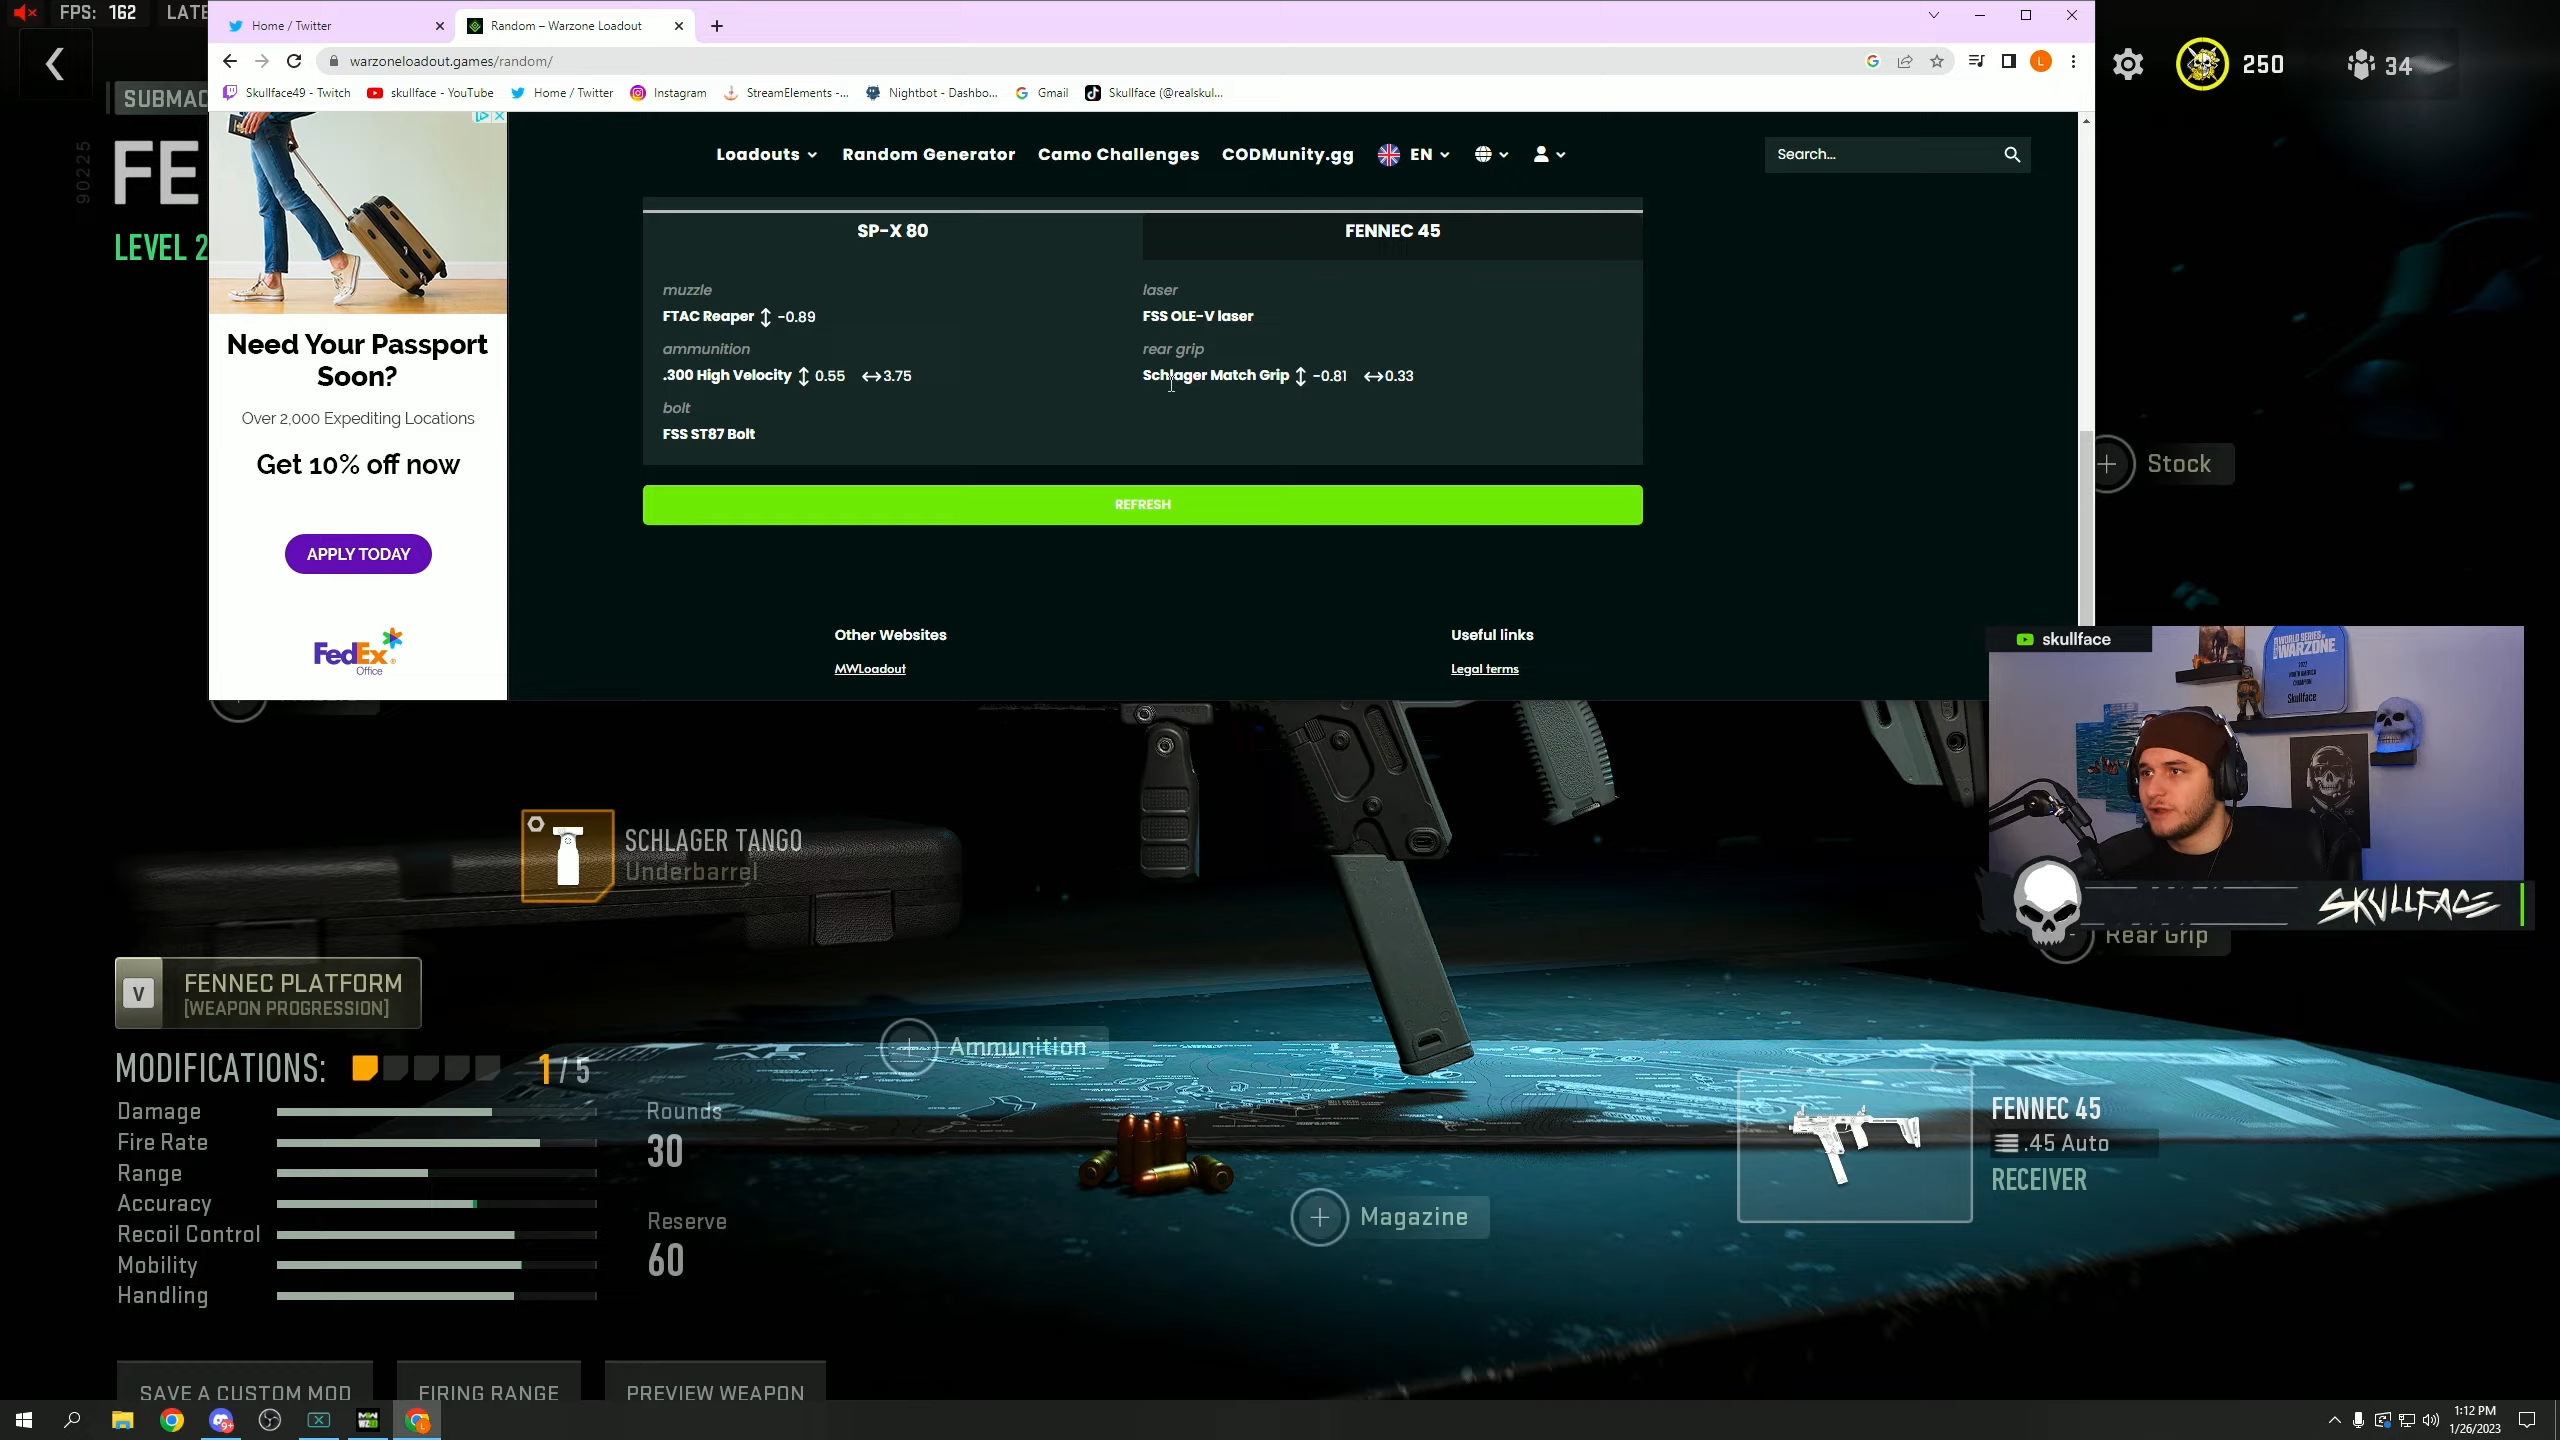 FPS: 162 LATE
Home / Twitter
Random – Warzone Loadout
warzoneloadout.games/random/
L
Skullface49 - Twitch
skullface - YouTube
Home / Twitter
Instagram
StreamElements -...
Nightbot - Dashbo...
Gmail
Skullface (@realskul...
250
34
SUBMAC
90225
FE
LEVEL 2
Loadouts
Random Generator
Camo Challenges
CODMunity.gg
EN
Search...
SP-X 80
FENNEC 45
muzzle
FTAC Reaper ↕ -0.89
laser
FSS OLE-V laser
ammunition
.300 High Velocity ↕ 0.55 ↔3.75
rear grip
Schlager Match Grip ↕ -0.81 ↔0.33
bolt
FSS ST87 Bolt
REFRESH
Need Your Passport
Soon?
Over 2,000 Expediting Locations
Get 10% off now
APPLY TODAY
FedEx
Office
Other Websites
MWLoadout
Useful links
Legal terms
Stock
skullface
WORLD SERIES OF
WARZONE
Skullface
SKULLFACE
Rear Grip
SCHLAGER TANGO
Underbarrel
V
FENNEC PLATFORM
[WEAPON PROGRESSION]
Ammunition
MODIFICATIONS: 1 / 5
Damage
Fire Rate
Range
Accuracy
Recoil Control
Mobility
Handling
Rounds
30
Reserve
60
Magazine
FENNEC 45
.45 Auto
RECEIVER
SAVE A CUSTOM MOD
FIRING RANGE
PREVIEW WEAPON
1:12 PM
1/26/2023